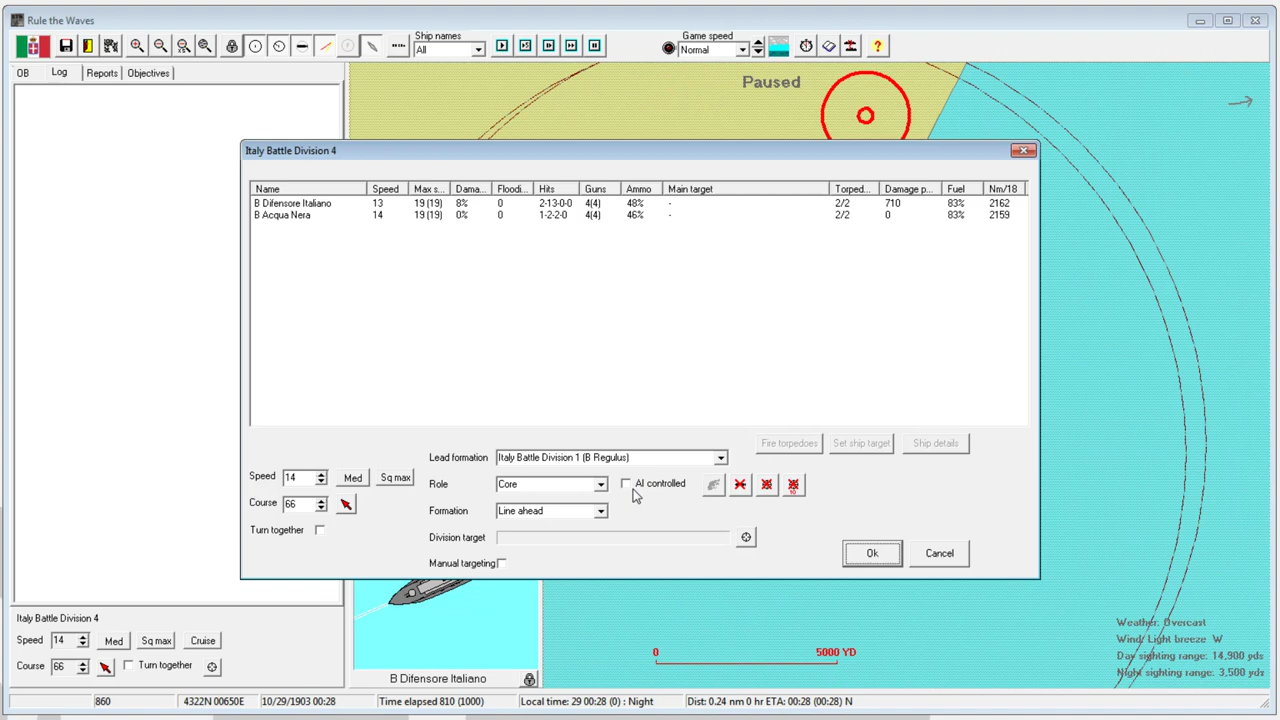 Rule the Waves
Ship names
All
Game speed
Normal
OB Log Reports Objectives
Paused
Italy Battle Division 4
Name Speed Max s... Dama... Floodi... Hits Guns Ammo Main target Torped... Damage p... Fuel Nm/18
B Difensore Italiano 13 19 (19) 8% 0 2-13-0-0 4(4) 48% - 2/2 710 83% 2162
B Acqua Nera 14 19 (19) 0% 0 1-2-2-0 4(4) 46% - 2/2 0 83% 2159
Fire torpedoes Set ship target Ship details
Lead formation Italy Battle Division 1 (B Regulus)
Speed 14 Med Sq max
Role Core AI controlled
10
Course 66
Formation Line ahead
Turn together
Division target
Ok Cancel
Manual targeting
Italy Battle Division 4
Speed 14 Med Sq max Cruise
Course 66 Turn together
B Difensore Italiano
0 5000 YD
Weather: Overcast
Wind: Light breeze W
Day sighting range: 14,900 yds
Night sighting range: 3,500 yds
860 4322N 00650E 10/29/1903 00:28 Time elapsed 810 (1000) Local time: 29 00:28 (0) : Night Dist: 0.24 nm 0 hr ETA: 00:28 (00:28) N